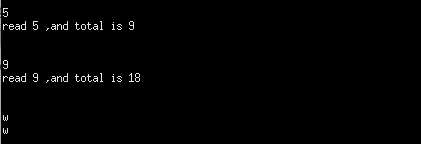 5
read 5 ,and total is 9
9
read 9 ,and total is 18
w
w